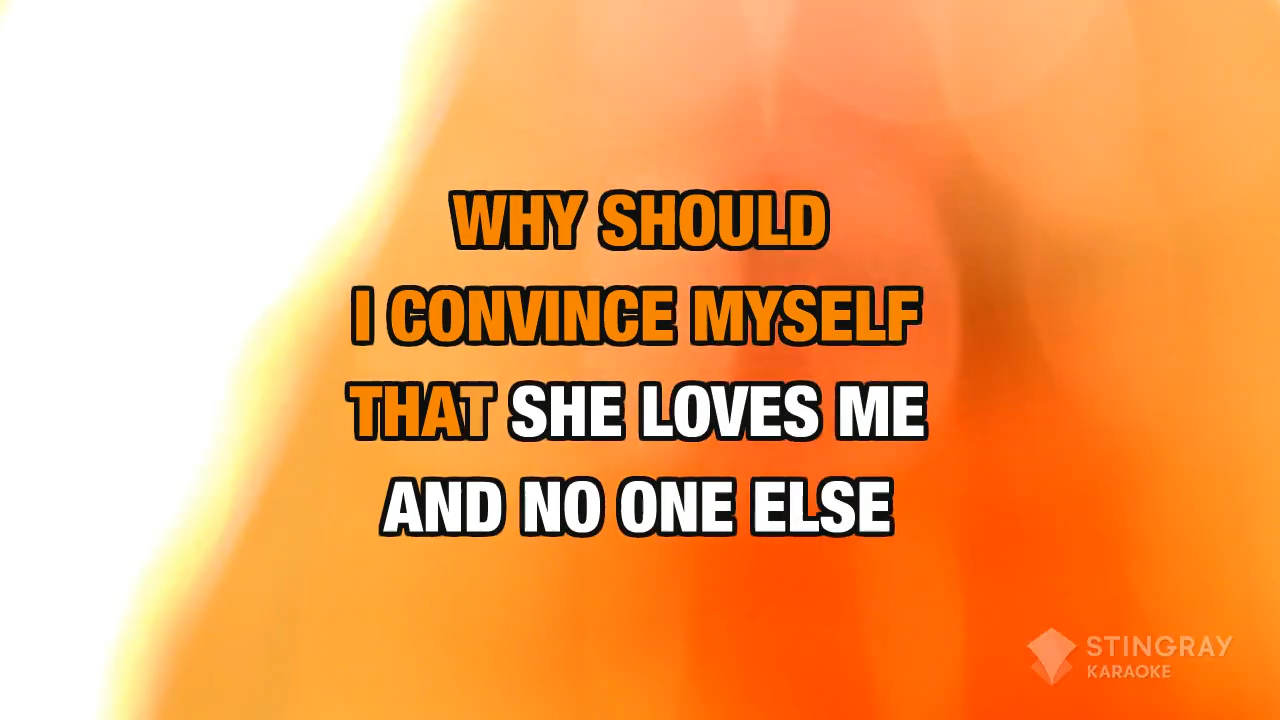 WHY SHOULD
I CONVINCE MYSELF
THAT SHE LOVES ME
AND NO ONE ELSE
STINGRAY
KARAOKE